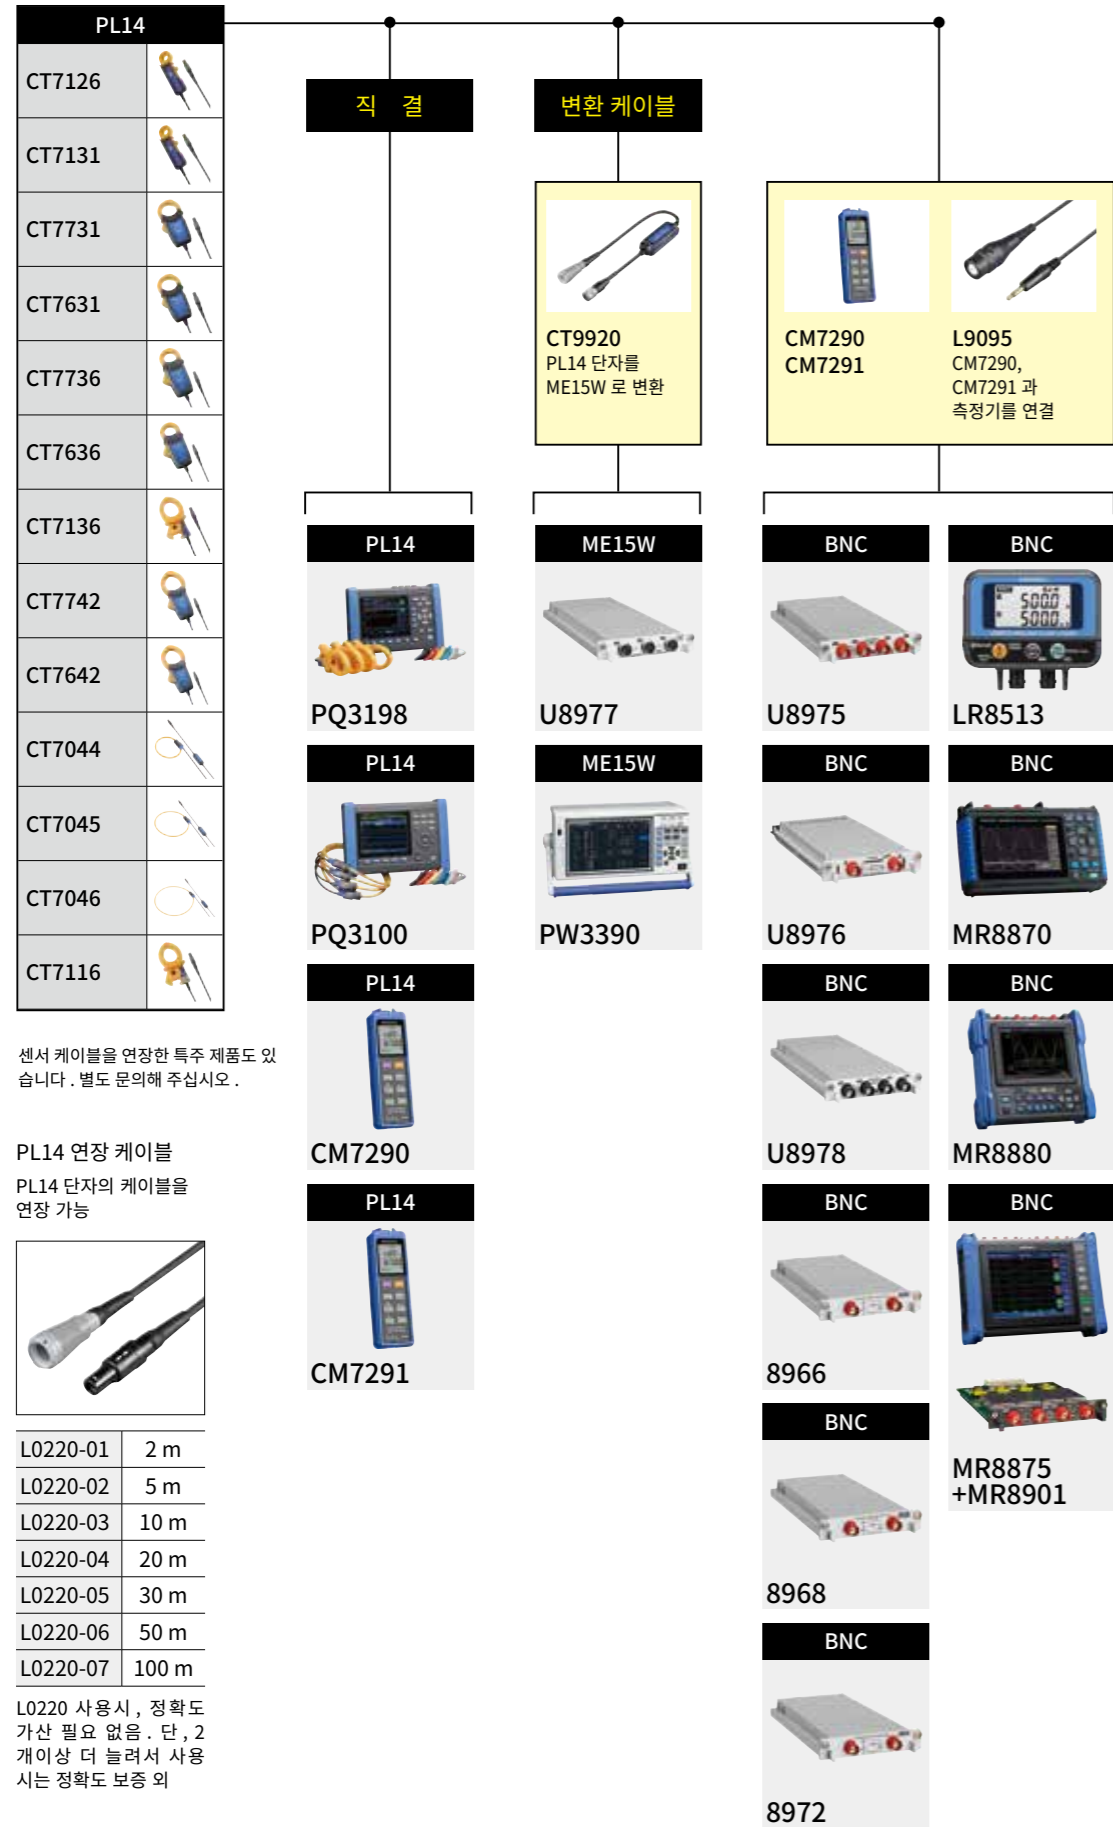 PL14
CT7126
CT7131
CT7731
CT7631
CT7736
CT7636
CT7136
CT7742
CT7642
CT7044
CT7045
CT7046
CT7116
센서 케이블을 연장한 특주 제품도 있
습니다 . 별도 문의해 주십시오 .
PL14 연장 케이블
PL14 단자의 케이블을
연장 가능
L0220-01 2 m
L0220-02 5 m
L0220-03 10 m
L0220-04 20 m
L0220-05 30 m
L0220-06 50 m
L0220-07 100 m
L0220 사용시 , 정확도
가산 필요 없음 . 단 , 2
개이상 더 늘려서 사용
시는 정확도 보증 외
직 결
PL14
PQ3198
PL14
PQ3100
PL14
CM7290
PL14
CM7291
변환 케이블
CT9920
PL14 단자를
ME15W 로 변환
ME15W
U8977
ME15W
PW3390
CM7290
CM7291
L9095
CM7290,
CM7291 과
측정기를 연결
BNC
U8975
BNC
U8976
BNC
U8978
BNC
8966
BNC
8968
BNC
8972
BNC
500.0
500.0
LR8513
BNC
MR8870
BNC
MR8880
BNC
MR8875
+MR8901